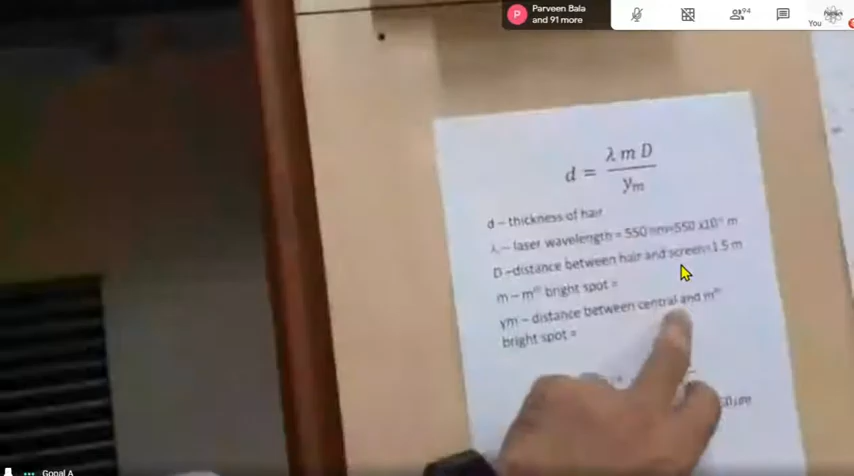 Parveen Bala
and 91 more
P
94
You
d = λ m D / ym
d – thickness of hair
λ – laser wavelength = 550 nm=550 x10 m
D –distance between hair and screen=1.5 m
m – mth bright spot =
ym – distance between central and mth
bright spot =
Gopal A